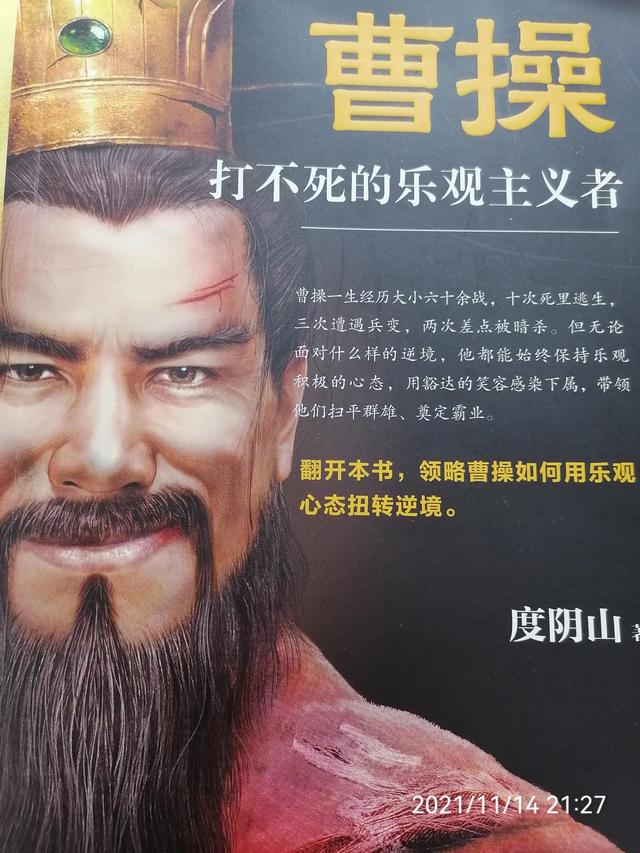 曹操
打不死的乐观主义者
曹操一生经历大小六十余战，十次死里逃生，
三次遭遇兵变，两次差点被暗杀。但无论
面对什么样的逆境，他都能始终保持乐观
积极的心态，用豁达的笑容感染下属，带领
他们扫平群雄、奠定霸业。
翻开本书，领略曹操如何用乐观
心态扭转逆境。
度阴山
2021/11/14 21:27